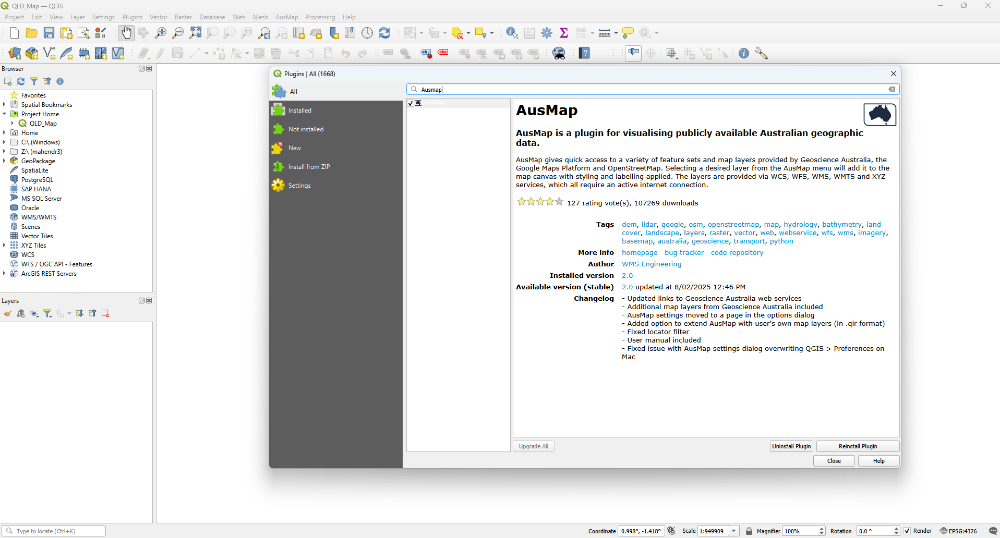 QLD_Map — QGIS
Project Edit View Layer Settings Plugins Vector Raster Database Web Mesh AusMap Processing Help
Browser
Favorites
Spatial Bookmarks
Project Home
QLD_Map
Home
C:\ (Windows)
Z:\ (mahendr3)
GeoPackage
SpatiaLite
PostgreSQL
SAP HANA
MS SQL Server
Oracle
WMS/WMTS
Scenes
Vector Tiles
XYZ Tiles
WCS
WFS / OGC API - Features
ArcGIS REST Servers
Layers
Plugins | All (1668)
All
Installed
Not installed
New
Install from ZIP
Settings
Ausmap
AusMap
AusMap
AusMap is a plugin for visualising publicly available Australian geographic
data.
AusMap gives quick access to a variety of feature sets and map layers provided by Geoscience Australia, the
Google Maps Platform and OpenStreetMap. Selecting a desired layer from the AusMap menu will add it to the
map canvas with styling and labelling applied. The layers are provided via WCS, WFS, WMS, WMTS and XYZ
services, which all require an active internet connection.
127 rating vote(s), 107269 downloads
Tags dem, lidar, google, osm, openstreetmap, map, hydrology, bathymetry, land
cover, landscape, layers, raster, vector, web, webservice, wfs, wms, imagery,
basemap, australia, geoscience, transport, python
More info homepage bug tracker code repository
Author WMS Engineering
Installed version 2.0
Available version (stable) 2.0 updated at 8/02/2025 12:46 PM
Changelog - Updated links to Geoscience Australia web services
- Additional map layers from Geoscience Australia included
- AusMap settings moved to a page in the options dialog
- Added option to extend AusMap with user's own map layers (in .qlr format)
- Fixed locator filter
- User manual included
- Fixed issue with AusMap settings dialog overwriting QGIS > Preferences on
Mac
Upgrade All Uninstall Plugin Reinstall Plugin
Close Help
Type to locate (Ctrl+K) Coordinate 0.998°, -1.418° Scale 1:949909 Magnifier 100% Rotation 0.0 ° Render EPSG:4326